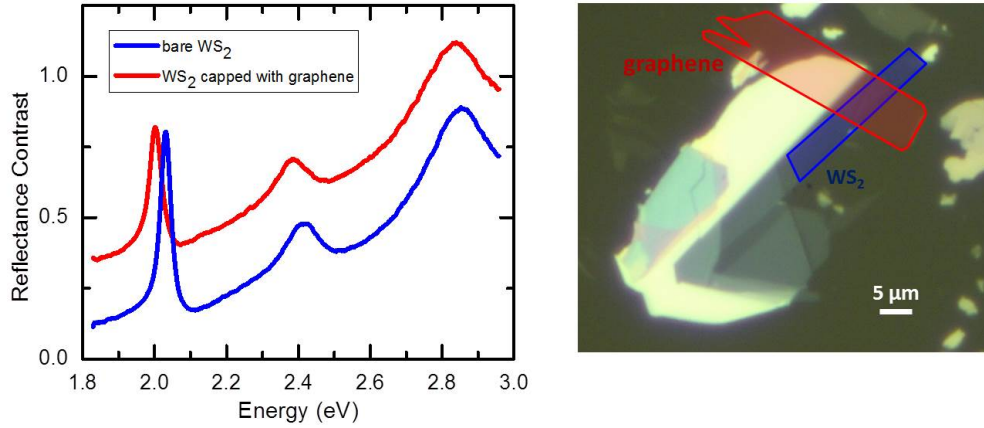 bare WS₂
WS₂ capped with graphene
Reflectance Contrast
1.0
0.5
0.0
1.8 2.0 2.2 2.4 2.6 2.8 3.0
Energy (eV)
graphene
WS₂
5 μm